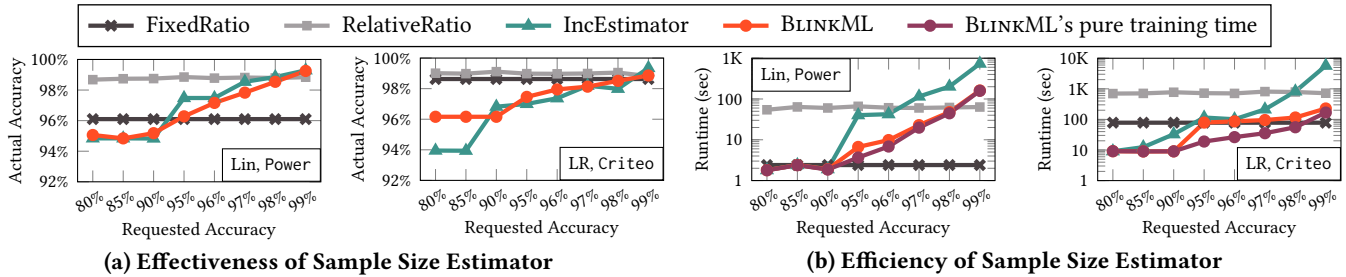 FixedRatio RelativeRatio IncEstimator BLINKML BLINKML's pure training time
Actual Accuracy
100%
98%
96%
94%
92%
80% 85% 90% 95% 96% 97% 98% 99%
Requested Accuracy
Lin, Power
Actual Accuracy
100%
98%
96%
94%
92%
80% 85% 90% 95% 96% 97% 98% 99%
Requested Accuracy
LR, Criteo
Runtime (sec)
1K
100
10
1
80% 85% 90% 95% 96% 97% 98% 99%
Requested Accuracy
Lin, Power
Runtime (sec)
10K
1K
100
10
1
80% 85% 90% 95% 96% 97% 98% 99%
Requested Accuracy
LR, Criteo
(a) Effectiveness of Sample Size Estimator
(b) Efficiency of Sample Size Estimator